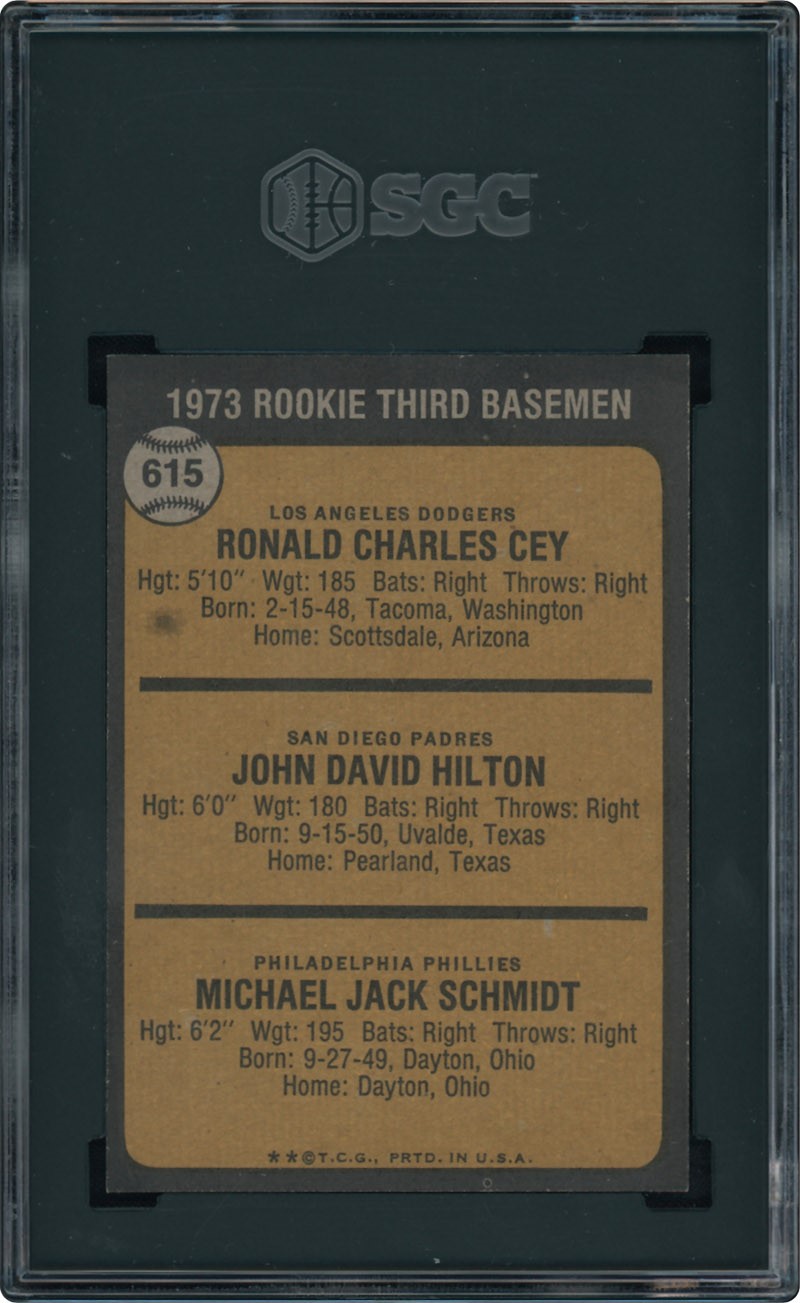 SGC
1973 ROOKIE THIRD BASEMEN
615
LOS ANGELES DODGERS
RONALD CHARLES CEY
Hgt: 5'10" Wgt: 185 Bats: Right Throws: Right
Born: 2-15-48, Tacoma, Washington
Home: Scottsdale, Arizona
SAN DIEGO PADRES
JOHN DAVID HILTON
Hgt: 6'0" Wgt: 180 Bats: Right Throws: Right
Born: 9-15-50, Uvalde, Texas
Home: Pearland, Texas
PHILADELPHIA PHILLIES
MICHAEL JACK SCHMIDT
Hgt: 6'2" Wgt: 195 Bats: Right Throws: Right
Born: 9-27-49, Dayton, Ohio
Home: Dayton, Ohio
**©T.C.G., PRTD. IN U.S.A.